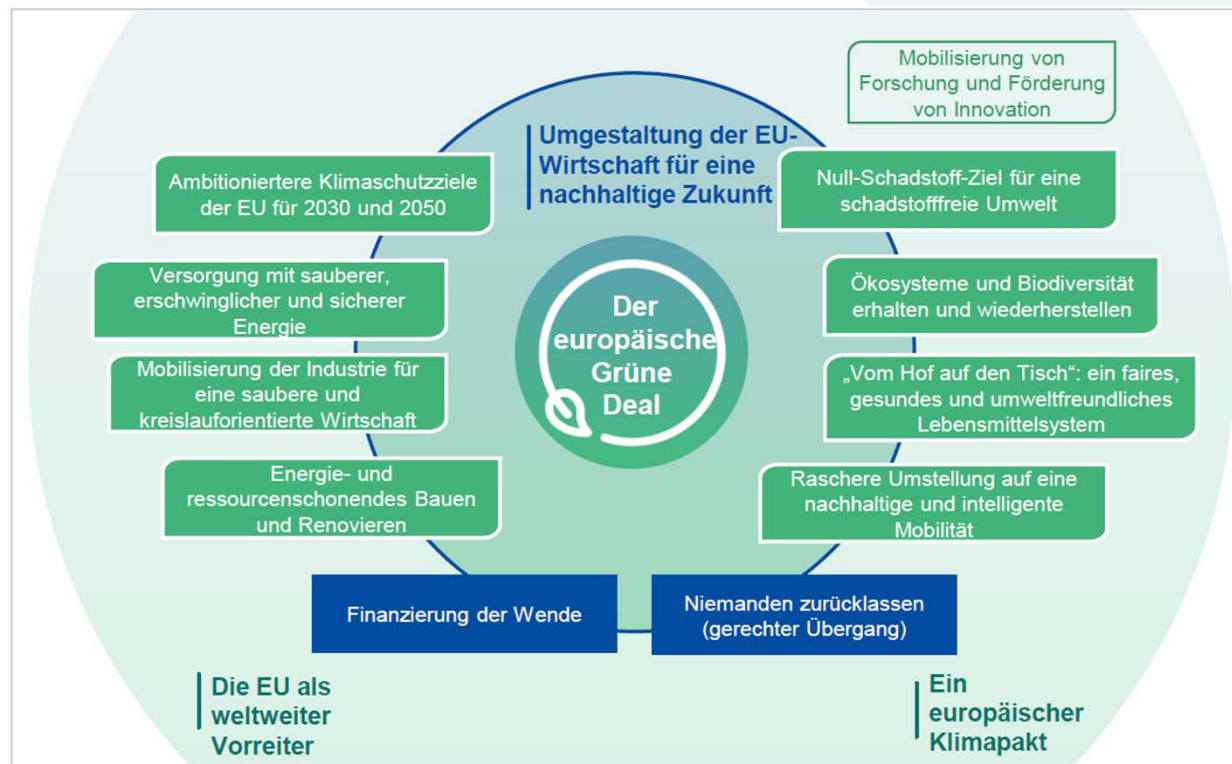 Mobilisierung von
Forschung und Förderung
von Innovation
Umgestaltung der EU-
Wirtschaft für eine
nachhaltige Zukunft
Ambitioniertere Klimaschutzziele
der EU für 2030 und 2050
Null-Schadstoff-Ziel für eine
schadstofffreie Umwelt
Versorgung mit sauberer,
erschwinglicher und sicherer
Energie
Ökosysteme und Biodiversität
erhalten und wiederherstellen
Der
europäische
Grüne
Deal
Mobilisierung der Industrie für
eine saubere und
kreislauforientierte Wirtschaft
„Vom Hof auf den Tisch“: ein faires,
gesundes und umweltfreundliches
Lebensmittelsystem
Energie- und
ressourcenschonendes Bauen
und Renovieren
Raschere Umstellung auf eine
nachhaltige und intelligente
Mobilität
Finanzierung der Wende
Niemanden zurücklassen
(gerechter Übergang)
Die EU als
weltweiter
Vorreiter
Ein
europäischer
Klimapakt